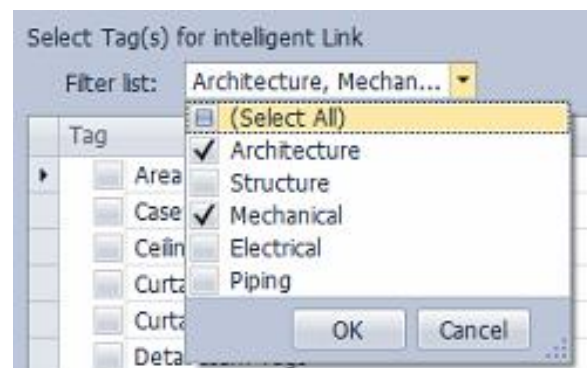 Select Tag(s) for intelligent Link
Filter list: Architecture, Mechan...
(Select All)
Tag
Architecture
Area
Structure
Case
Mechanical
Ceilin
Electrical
Curta
Piping
Curta
OK Cancel
Deta